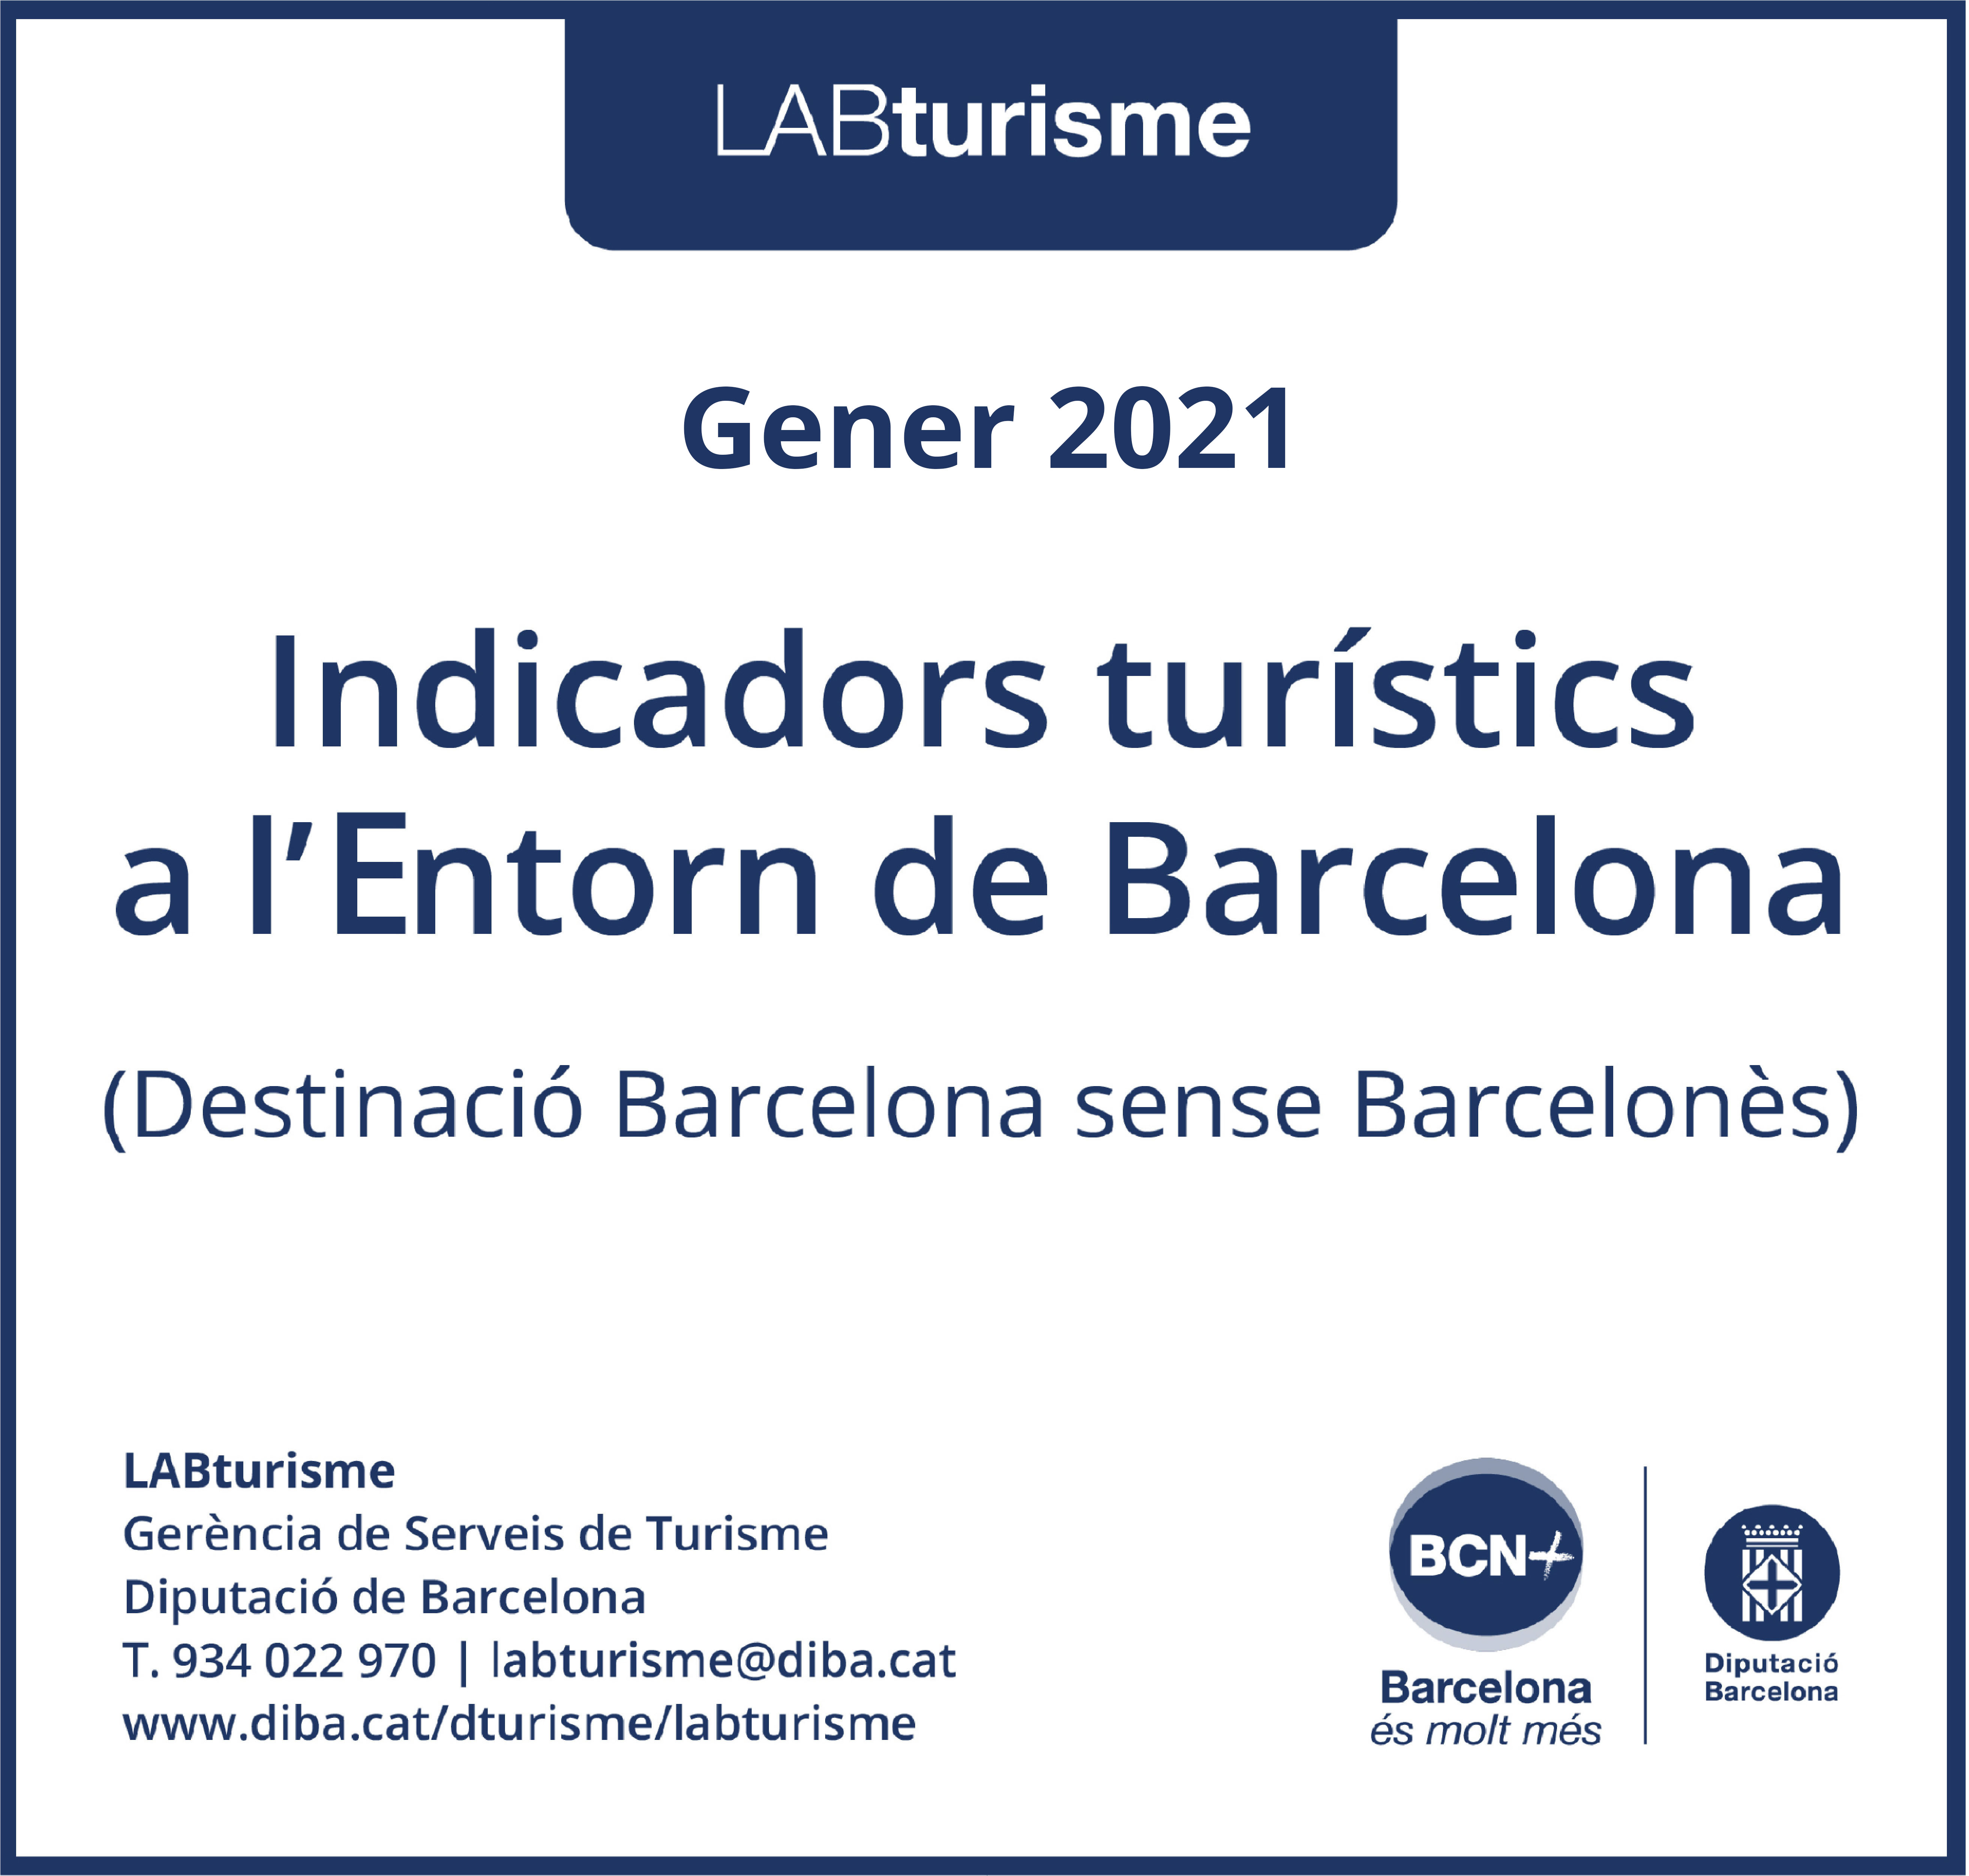 LABturisme
Gener 2021
Indicadors turístics
a l’Entorn de Barcelona
(Destinació Barcelona sense Barcelonès)
LABturisme
Gerència de Serveis de Turisme
Diputació de Barcelona
T. 934 022 970 | labturisme@diba.cat
www.diba.cat/dturisme/labturisme
BCN+
Barcelona
és molt més
Diputació
Barcelona